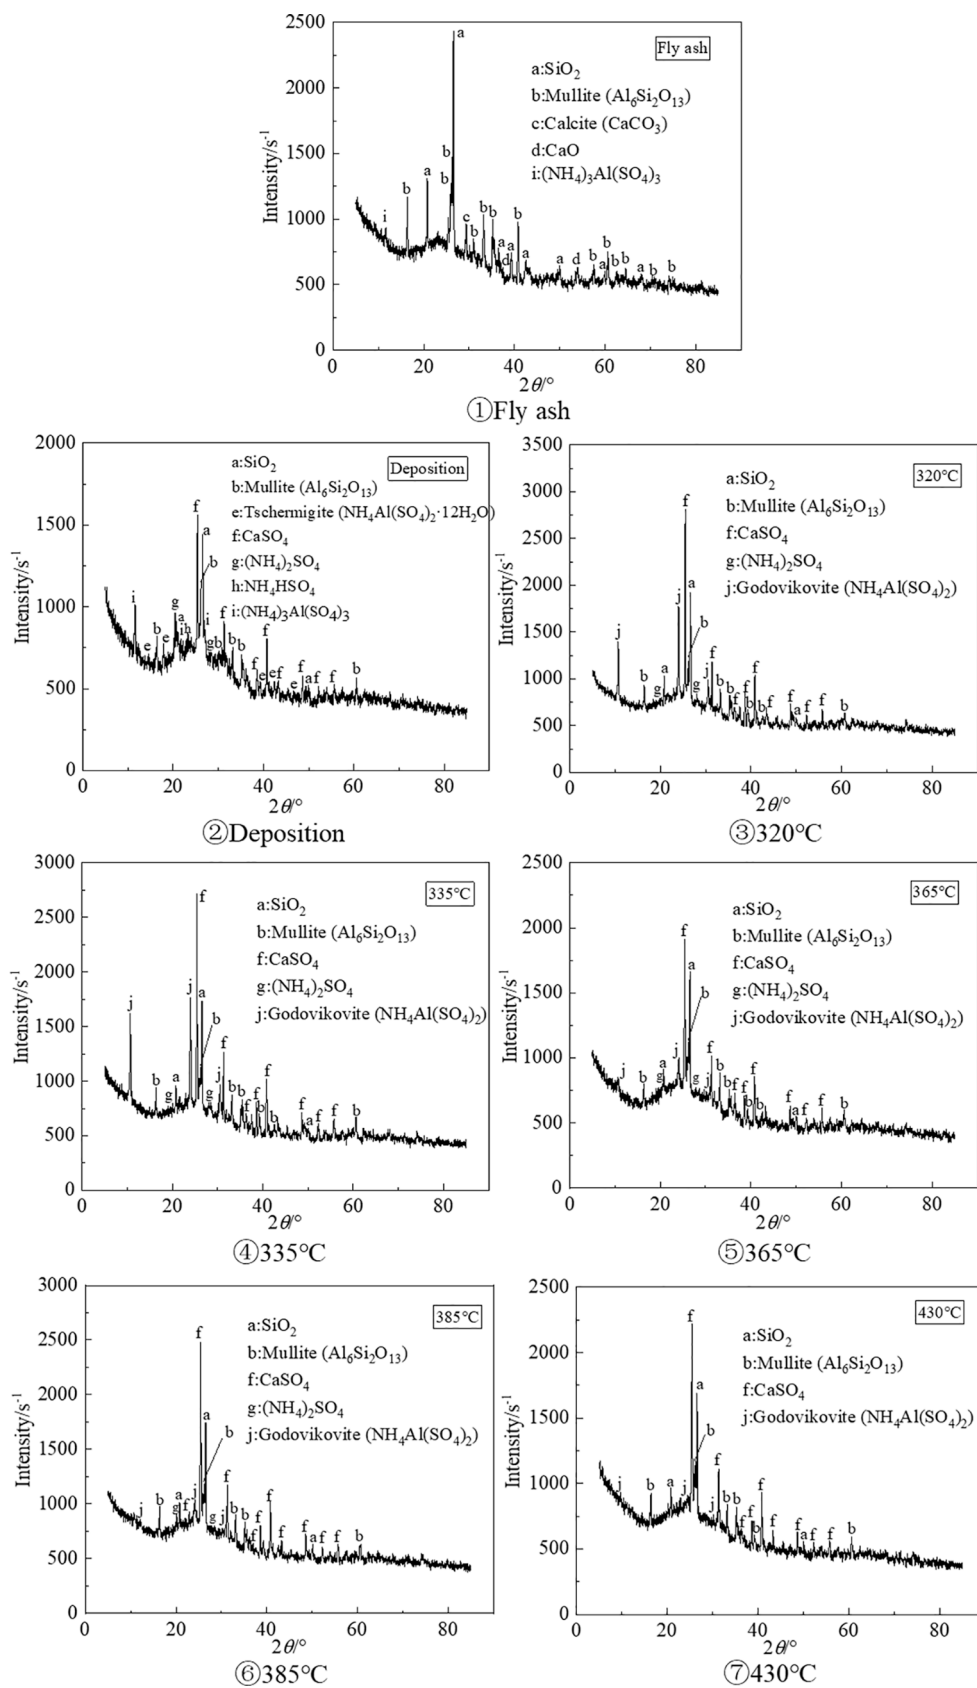 2500
2000
1500
1000
500
0
Intensity/s⁻¹
Fly ash
a:SiO₂
b:Mullite (Al₆Si₂O₁₃)
c:Calcite (CaCO₃)
d:CaO
i:(NH₄)₃Al(SO₄)₃
i b a b b a c b b b a d a b a a d b a b b b a b b
0 20 40 60 80
2θ/°
①Fly ash
2000
1500
1000
500
0
Intensity/s⁻¹
Deposition
a:SiO₂
b:Mullite (Al₆Si₂O₁₃)
e:Tschermigite (NH₄Al(SO₄)₂·12H₂O)
f:CaSO₄
g:(NH₄)₂SO₄
h:NH₄HSO₄
i:(NH₄)₃Al(SO₄)₃
i e b e g a i h f a b i g b f b b f e f e f e f a f f b
0 20 40 60 80
2θ/°
②Deposition
3500
3000
2500
2000
1500
1000
500
0
Intensity/s⁻¹
320°C
a:SiO₂
b:Mullite (Al₆Si₂O₁₃)
f:CaSO₄
g:(NH₄)₂SO₄
j:Godovikovite (NH₄Al(SO₄)₂)
j b g a j f a b g j f b b f f b f b f f a f f b
0 20 40 60 80
2θ/°
③320°C
3000
2500
2000
1500
1000
500
0
Intensity/s⁻¹
335°C
a:SiO₂
b:Mullite (Al₆Si₂O₁₃)
f:CaSO₄
g:(NH₄)₂SO₄
j:Godovikovite (NH₄Al(SO₄)₂)
j b g a j f a b g j f b b f f b f b f a f f b
0 20 40 60 80
2θ/°
④335°C
2500
2000
1500
1000
500
0
Intensity/s⁻¹
365°C
a:SiO₂
b:Mullite (Al₆Si₂O₁₃)
f:CaSO₄
g:(NH₄)₂SO₄
j:Godovikovite (NH₄Al(SO₄)₂)
j b g a j f a b g j f b b f f b f b f a f f b
0 20 40 60 80
2θ/°
⑤365°C
3000
2500
2000
1500
1000
500
0
Intensity/s⁻¹
385°C
a:SiO₂
b:Mullite (Al₆Si₂O₁₃)
f:CaSO₄
g:(NH₄)₂SO₄
j:Godovikovite (NH₄Al(SO₄)₂)
j b g a f j f a b g j f b b f f f f f a f f b
0 20 40 60 80
2θ/°
⑥385°C
2500
2000
1500
1000
500
0
Intensity/s⁻¹
430°C
a:SiO₂
b:Mullite (Al₆Si₂O₁₃)
f:CaSO₄
j:Godovikovite (NH₄Al(SO₄)₂)
j b a j f a b j f b b f f b f f f a f f b
0 20 40 60 80
2θ/°
⑦430°C